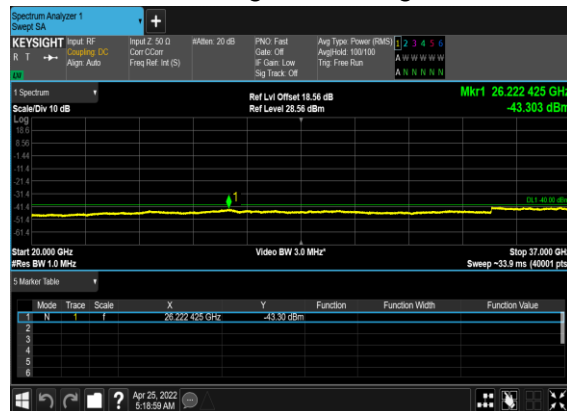 Spectrum Analyzer 1
Swept SA
+
KEYSIGHT Input: RF Input Z: 50 Ω #Atten: 20 dB PNO: Fast Avg Type: Power (RMS) 1 2 3 4 5 6
R T Coupling: DC Corr CCorr Gate: Off Avg|Hold: 100/100 A W W W W W
Align: Auto Freq Ref: Int (S) IF Gain: Low Trig: Free Run A N N N N N
LXI Sig Track: Off
1 Spectrum Ref Lvl Offset 18.56 dB Mkr1 26.222 425 GHz
Scale/Div 10 dB Ref Level 28.56 dBm -43.303 dBm
Log
18.6
8.56
-1.44
-11.4
-21.4
-31.4
1
DL1 -40.00 dBm
-41.4
-51.4
-61.4
Start 20.000 GHz Video BW 3.0 MHz* Stop 37.000 GHz
#Res BW 1.0 MHz Sweep ~33.9 ms (40001 pts)
5 Marker Table
Mode Trace Scale X Y Function Function Width Function Value
1 N 1 f 26.222 425 GHz -43.30 dBm
2
3
4
5
6
? Apr 25, 2022
5:18:59 AM